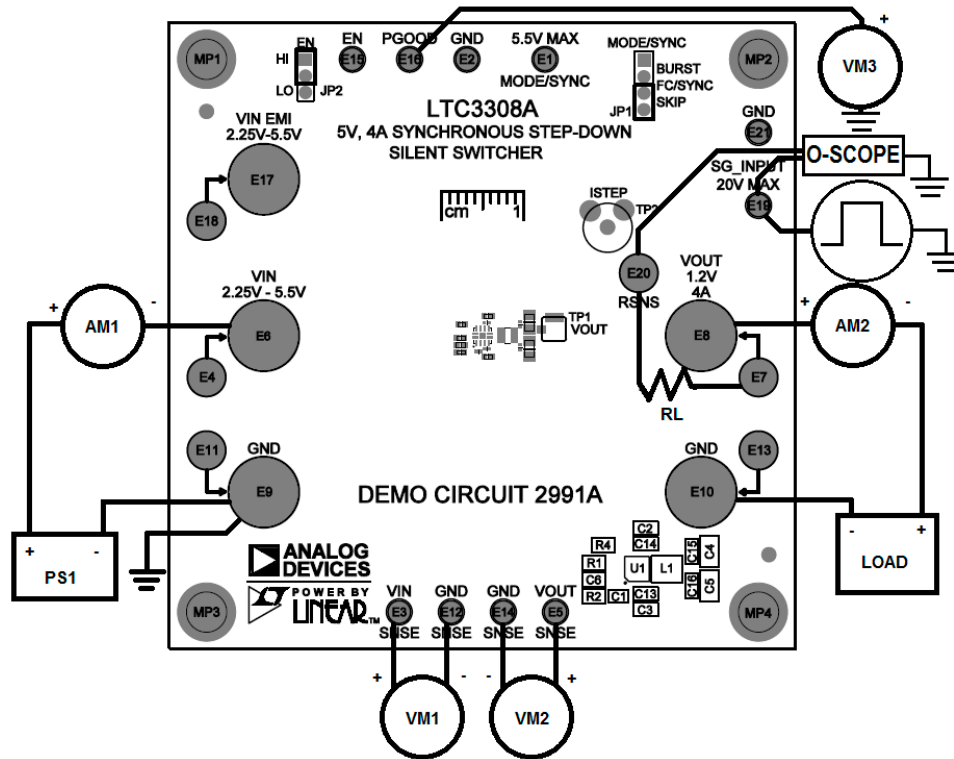 +
VM3
MP1
EN
HI
LO
JP2
EN
E15
PGOOD
E16
GND
E2
5.5V MAX
E1
MODE/SYNC
MODE/SYNC
BURST
FC/SYNC
SKIP
JP1
MP2
LTC3308A
5V, 4A SYNCHRONOUS STEP-DOWN
SILENT SWITCHER
GND
E21
O-SCOPE
SG_INPUT
20V MAX
E19
VIN EMI
2.25V-5.5V
E17
E18
cm 1
ISTEP
E20
RSNS
VIN
2.25V - 5.5V
E6
E4
+ AM1 -
TP1
VOUT
VOUT
1.2V
4A
E8
E7
+ AM2 -
RL
E11
GND
E9
DEMO CIRCUIT 2991A
GND
E10
E13
+ -
PS1
- +
LOAD
ANALOG
DEVICES
POWER BY
LINEAR™
C2
C14
R4
R1
C6
R2
C1
U1
L1
C13
C3
C15
C4
C16
C5
MP3
MP4
VIN
E3
SNSE
GND
E12
SNSE
GND
E14
SNSE
VOUT
E5
SNSE
+ VM1 -
- VM2 +